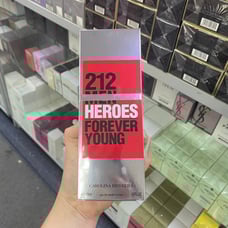 212
MEN
HEROES
FOREVER
YOUNG
CAROLINA HERRERA